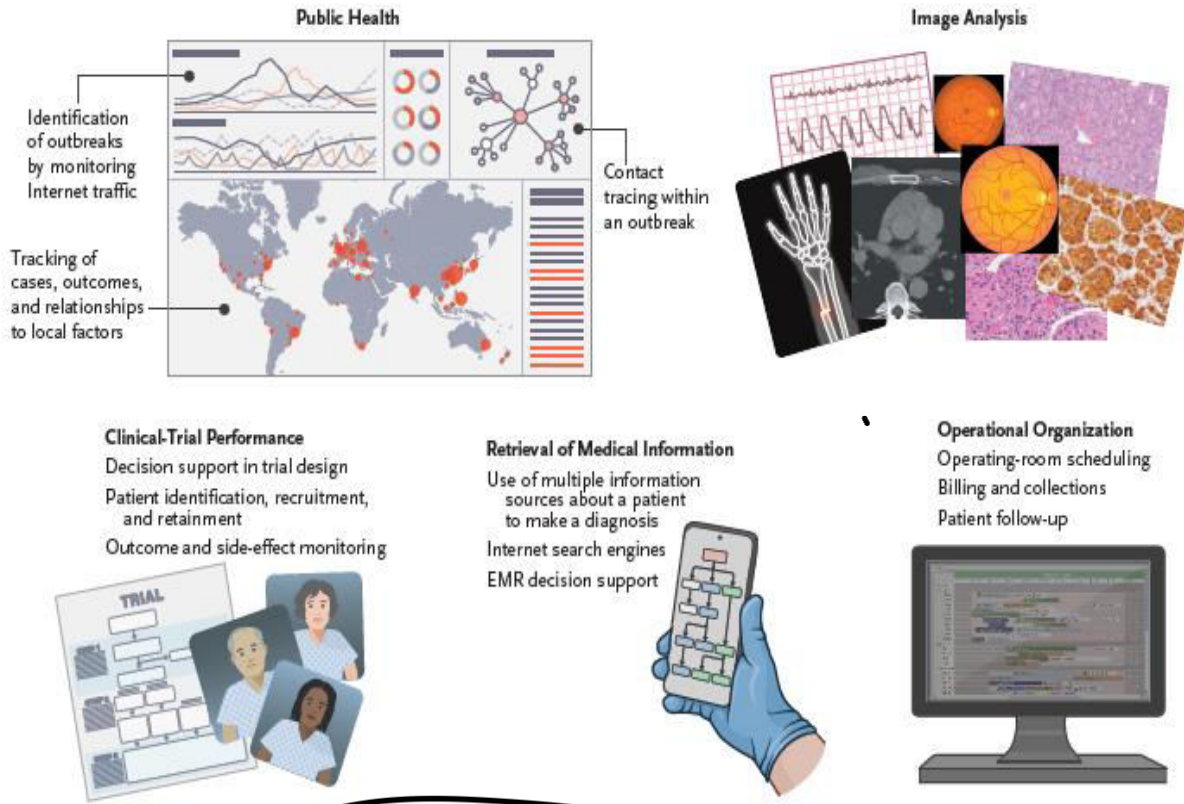 Public Health
Image Analysis
Identification
of outbreaks
by monitoring
Internet traffic
Contact
tracing within
an outbreak
Tracking of
cases, outcomes,
and relationships
to local factors
Clinical-Trial Performance
Decision support in trial design
Patient identification, recruitment,
and retainment
Outcome and side-effect monitoring
TRIAL
Retrieval of Medical Information
Use of multiple information
sources about a patient
to make a diagnosis
Internet search engines
EMR decision support
Operational Organization
Operating-room scheduling
Billing and collections
Patient follow-up